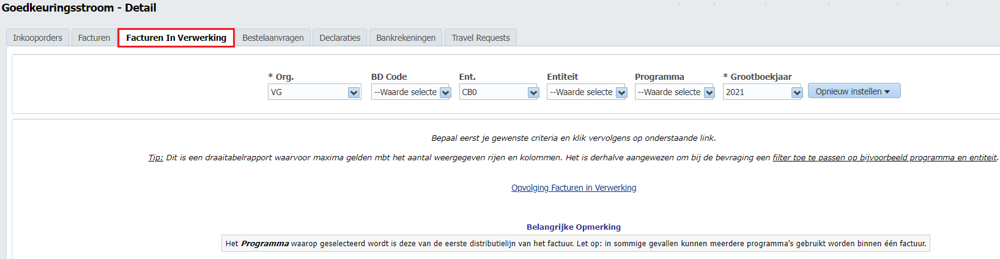 Goedkeuringsstroom - Detail
Inkooporders Facturen Facturen In Verwerking Bestelaanvragen Declaraties Bankrekeningen Travel Requests
* Org. BD Code Ent. Entiteit Programma * Grootboekjaar
VG --Waarde selecte CB0 --Waarde selecte --Waarde selecte 2021 Opnieuw instellen
Bepaal eerst je gewenste criteria en klik vervolgens op onderstaande link.
Tip: Dit is een draaitabelrapport waarvoor maxima gelden mbt het aantal weergegeven rijen en kolommen. Het is derhalve aangewezen om bij de bevraging een filter toe te passen op bijvoorbeeld programma en entiteit.
Opvolging Facturen in Verwerking
Belangrijke Opmerking
Het Programma waarop geselecteerd wordt is deze van de eerste distributielijn van het factuur. Let op: in sommige gevallen kunnen meerdere programma's gebruikt worden binnen één factuur.